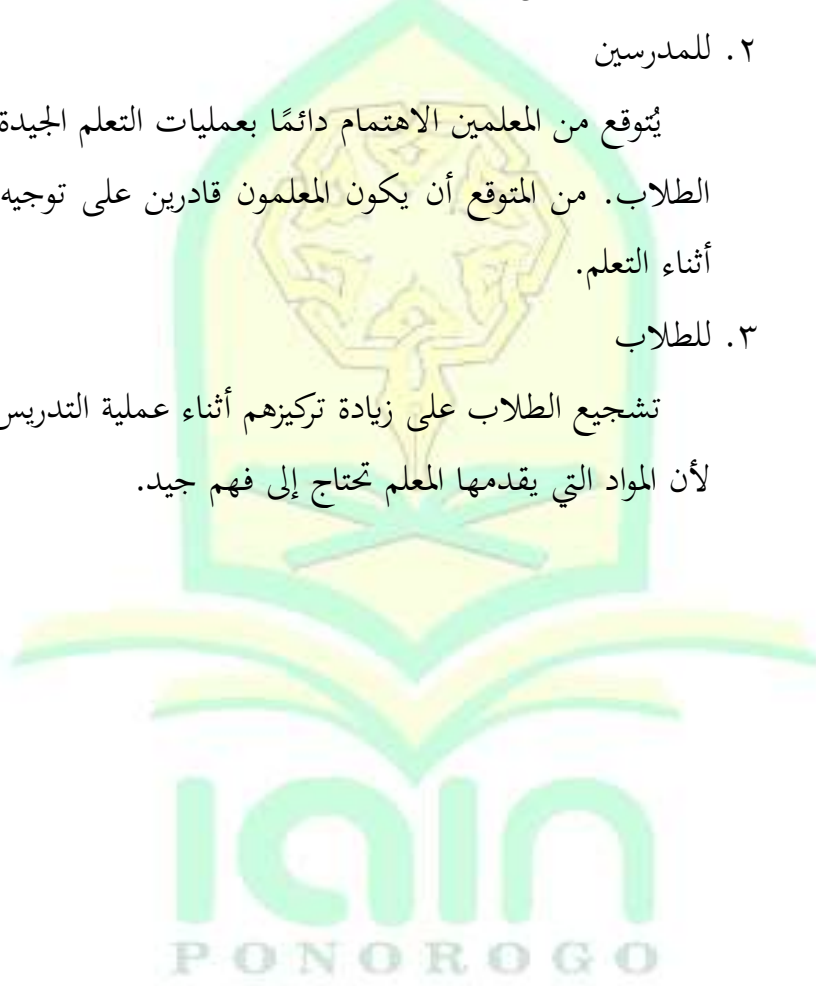 ٢. للمدرسين
يُتوقع من المعلمين الاهتمام دائمًا بعمليات التعلم الجيدة
الطلاب. من المتوقع أن يكون المعلمون قادرين على توجيه
أثناء التعلم.
٣. للطلاب
تشجيع الطلاب على زيادة تركيزهم أثناء عملية التدريس
لأن المواد التي يقدمها المعلم تحتاج إلى فهم جيد.
iain
PONOROGO